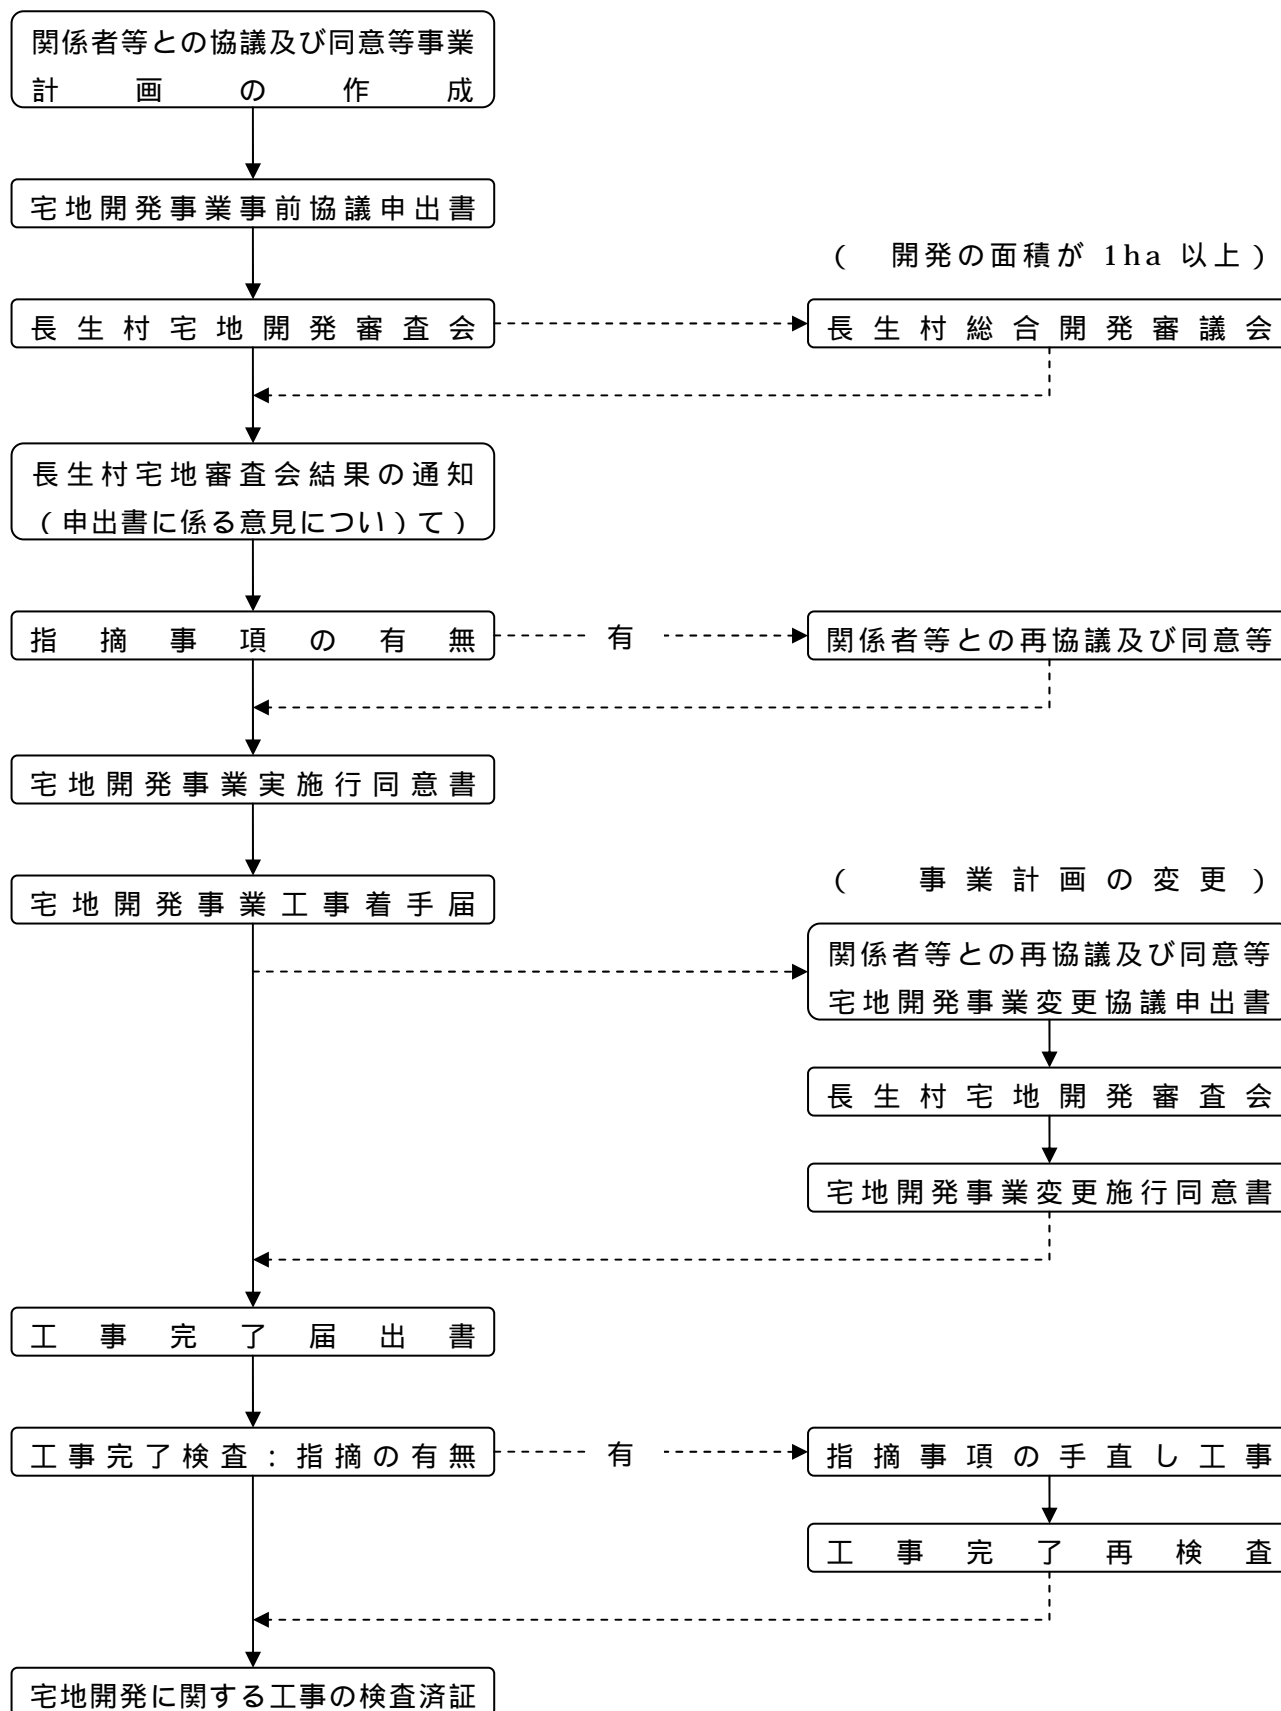 関係者等との協議及び同意等事業
計画の作成
宅地開発事業事前協議申出書
( 開発の面積が 1ha 以上 )
長生村宅地開発審査会
長生村総合開発審議会
長生村宅地審査会結果の通知
( 申出書に係る意見につい ) て )
指摘事項の有無
有
関係者等との再協議及び同意等
宅地開発事業実施行同意書
宅地開発事業工事着手届
( 事業計画の変更 )
関係者等との再協議及び同意等
宅地開発事業変更協議申出書
長生村宅地開発審査会
宅地開発事業変更施行同意書
工事完了届出書
工事完了検査:指摘の有無
有
指摘事項の手直し工事
工事完了再検査
宅地開発に関する工事の検査済証